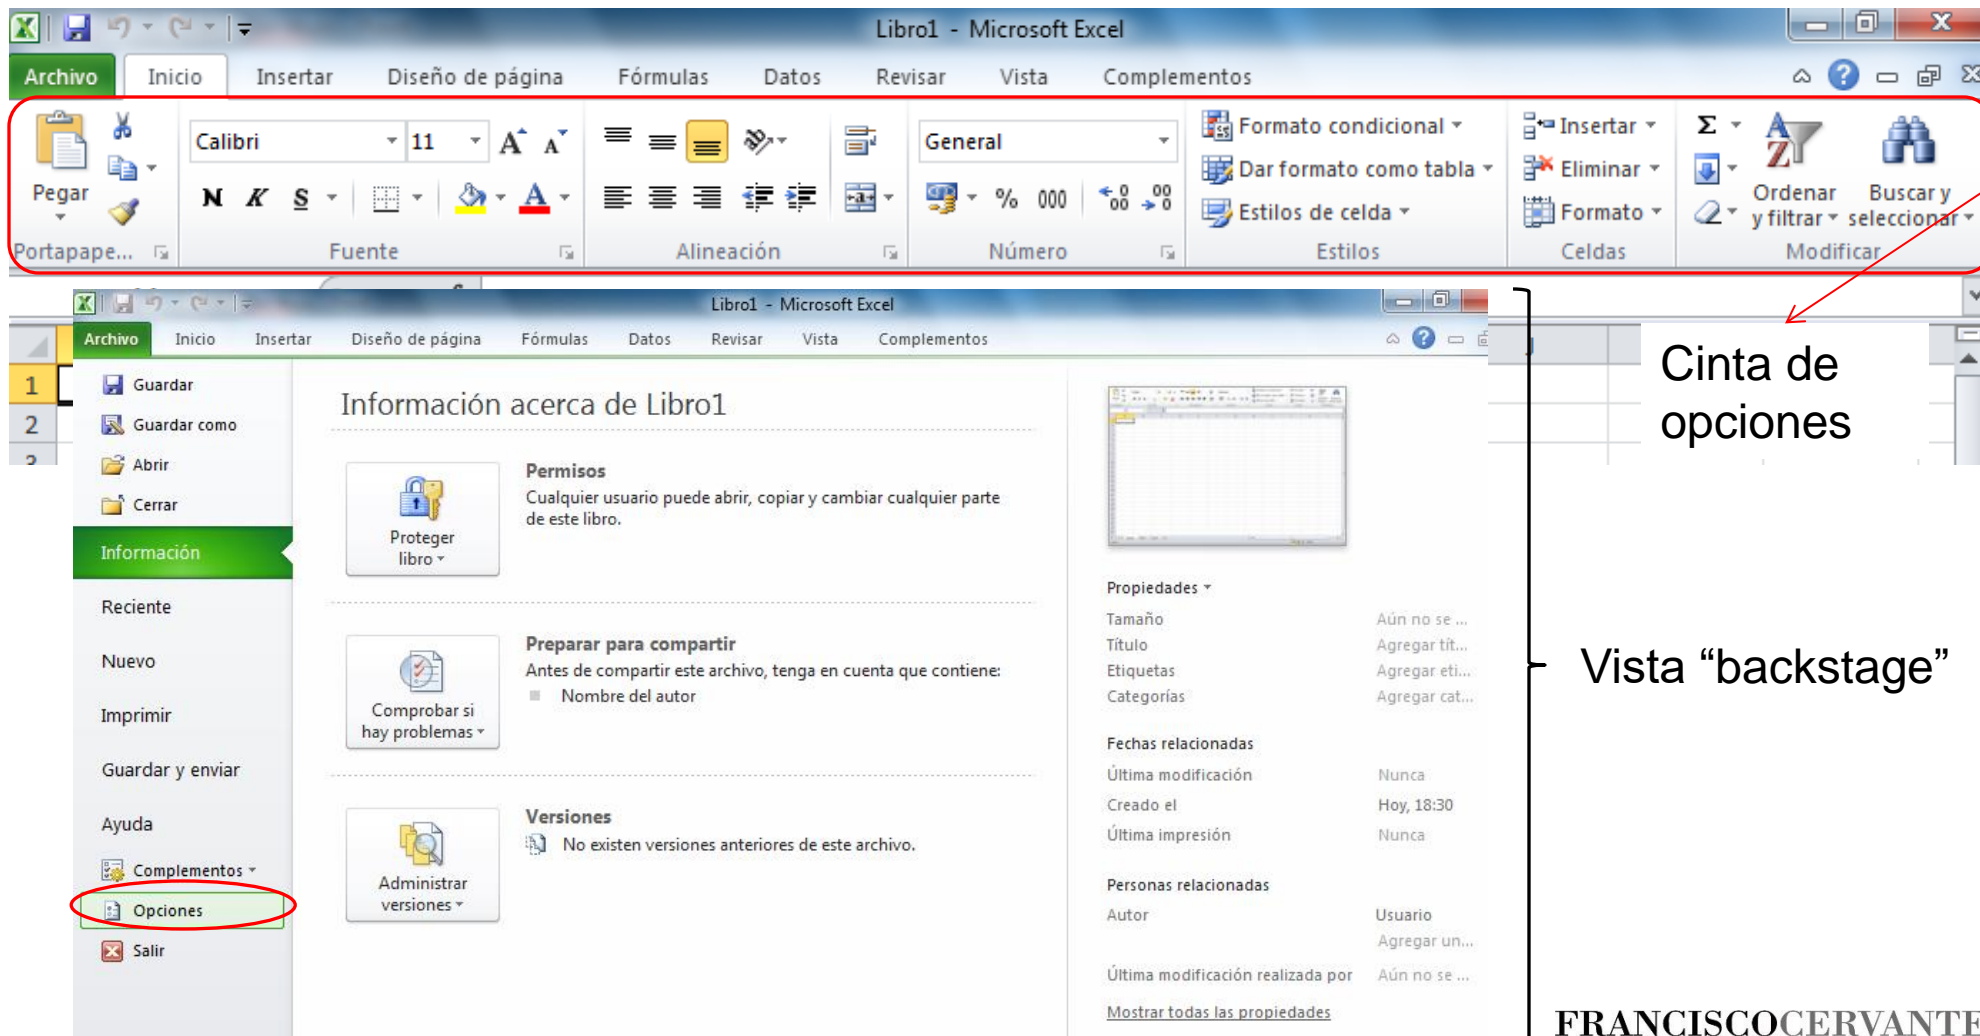 Libro1 - Microsoft Excel
Archivo Inicio Insertar Diseño de página Fórmulas Datos Revisar Vista Complementos
Pegar
Portapape...
Calibri 11
N K S
Fuente
Alineación
General
% 000
Número
Formato condicional
Dar formato como tabla
Estilos de celda
Estilos
Insertar
Eliminar
Formato
Celdas
Σ
Ordenar y filtrar
Buscar y seleccionar
Modificar
1
2
3
Cinta de
opciones
Libro1 - Microsoft Excel
Archivo Inicio Insertar Diseño de página Fórmulas Datos Revisar Vista Complementos
Guardar
Guardar como
Abrir
Cerrar
Información
Reciente
Nuevo
Imprimir
Guardar y enviar
Ayuda
Complementos
Opciones
Salir
Información acerca de Libro1
Proteger
libro
Permisos
Cualquier usuario puede abrir, copiar y cambiar cualquier parte
de este libro.
Comprobar si
hay problemas
Preparar para compartir
Antes de compartir este archivo, tenga en cuenta que contiene:
Nombre del autor
Administrar
versiones
Versiones
No existen versiones anteriores de este archivo.
Propiedades
Tamaño Aún no se ...
Título Agregar tít...
Etiquetas Agregar eti...
Categorías Agregar cat...
Fechas relacionadas
Última modificación Nunca
Creado el Hoy, 18:30
Última impresión Nunca
Personas relacionadas
Autor Usuario
Agregar un...
Última modificación realizada por Aún no se ...
Mostrar todas las propiedades
Vista “backstage”
FRANCISCOCERVANTE